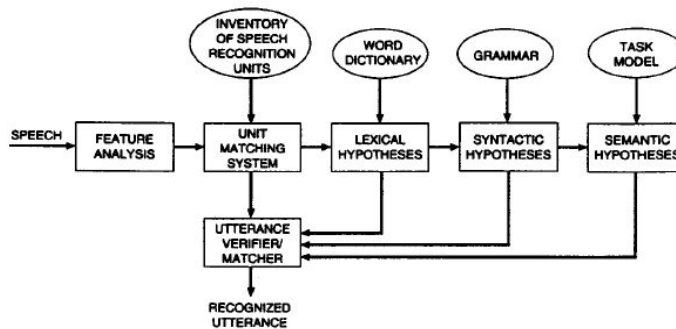 INVENTORY
OF SPEECH
RECOGNITION
UNITS
WORD
DICTIONARY
GRAMMAR
TASK
MODEL
SPEECH
FEATURE
ANALYSIS
UNIT
MATCHING
SYSTEM
LEXICAL
HYPOTHESES
SYNTACTIC
HYPOTHESES
SEMANTIC
HYPOTHESES
UTTERANCE
VERIFIER/
MATCHER
RECOGNIZED
UTTERANCE